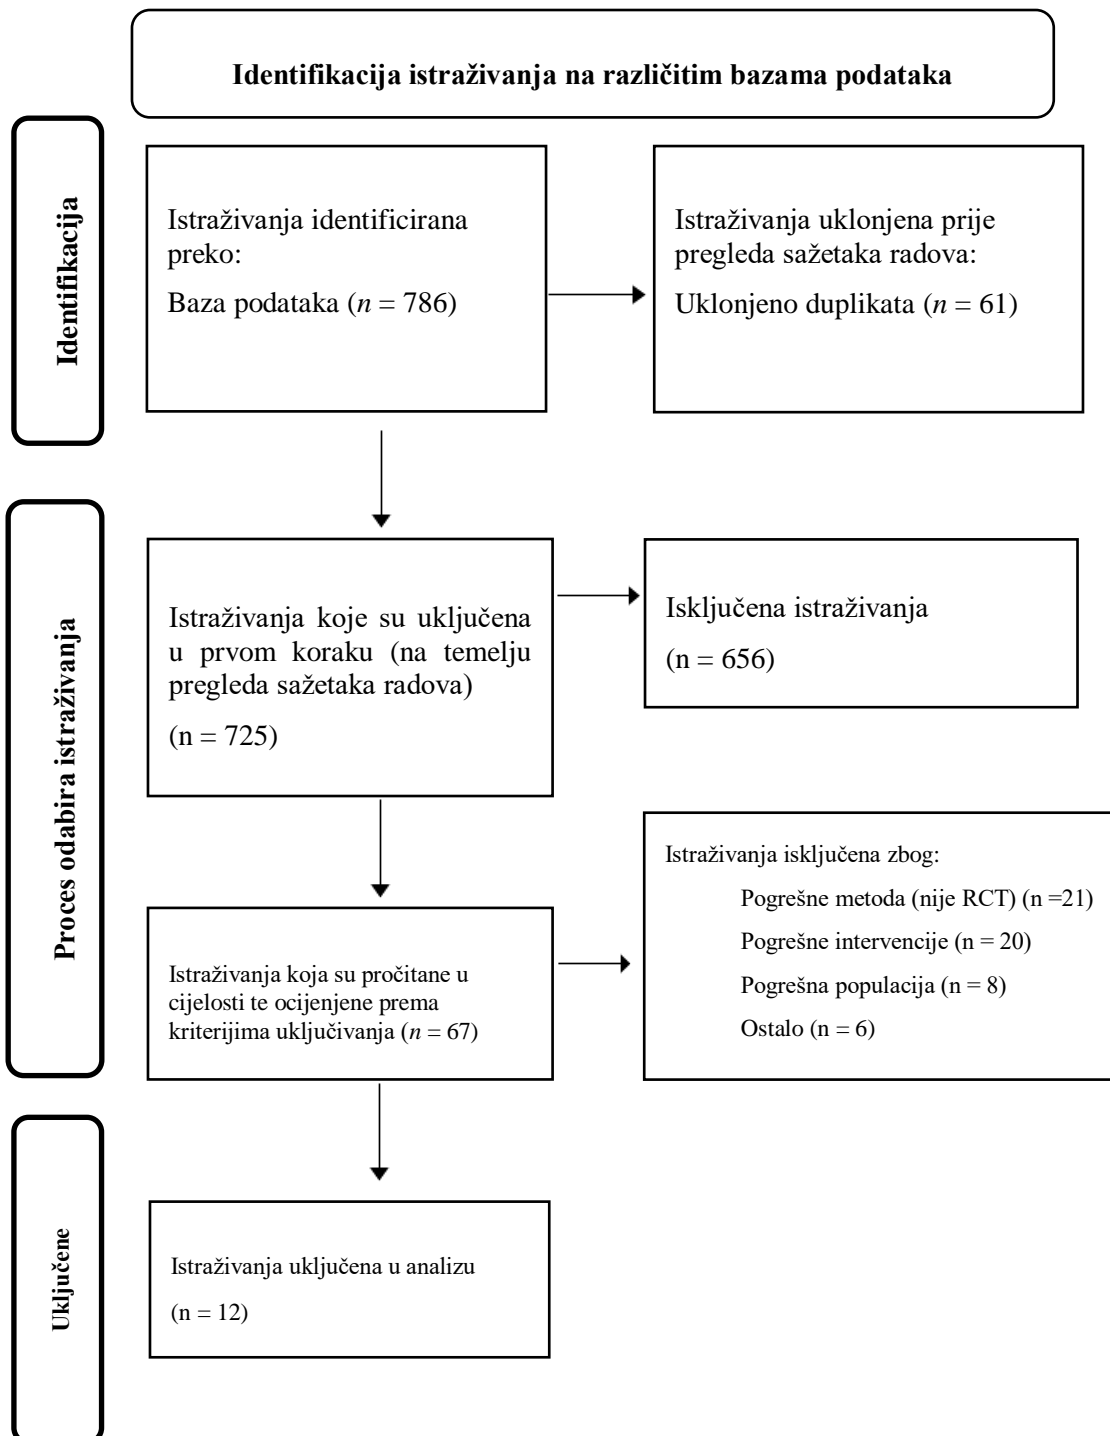 Identifikacija istraživanja na različitim bazama podataka
Identifikacija
Istraživanja identificirana
preko:
Baza podataka (n = 786)
Istraživanja uklonjena prije
pregleda sažetaka radova:
Uklonjeno duplikata (n = 61)
Proces odabira istraživanja
Istraživanja koje su uključena
u prvom koraku (na temelju
pregleda sažetaka radova)
(n = 725)
Isključena istraživanja
(n = 656)
Istraživanja koja su pročitane u
cijelosti te ocijenjene prema
kriterijima uključivanja (n = 67)
Istraživanja isključena zbog:
Pogrešne metoda (nije RCT) (n =21)
Pogrešne intervencije (n = 20)
Pogrešna populacija (n = 8)
Ostalo (n = 6)
Uključene
Istraživanja uključena u analizu
(n = 12)